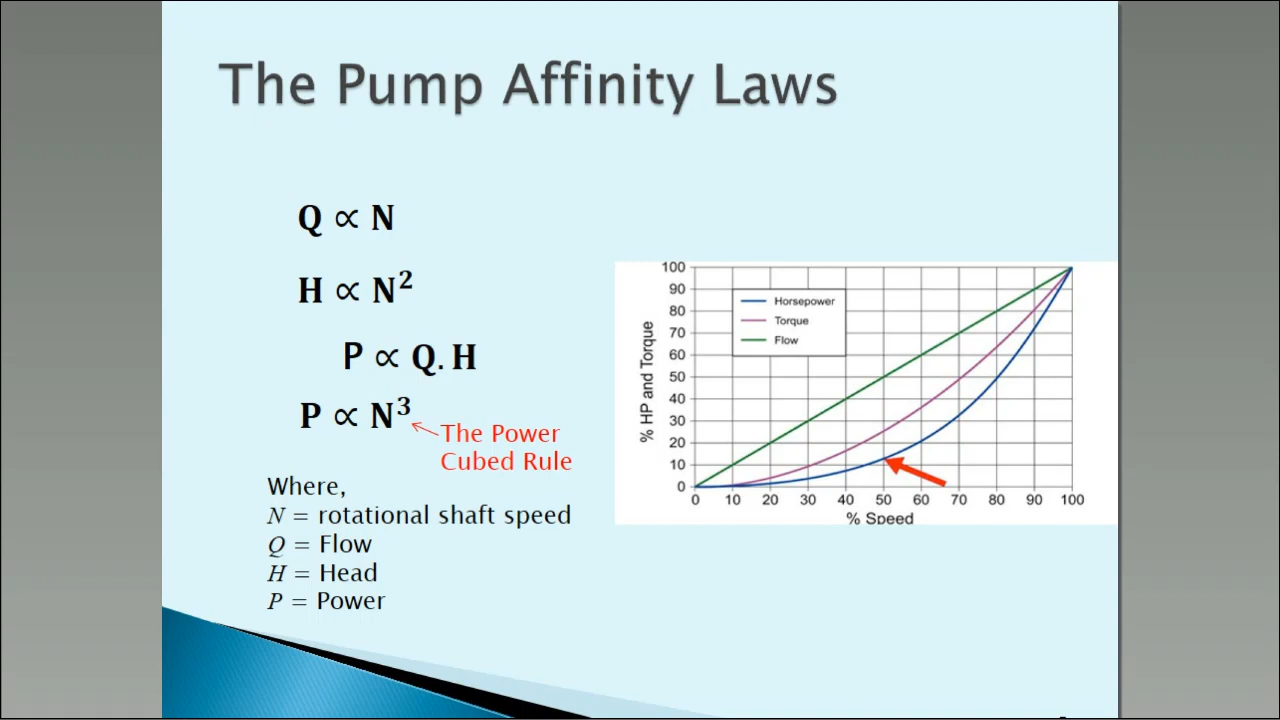 The Pump Affinity Laws
Q ∝ N
H ∝ N²
P ∝ Q. H
P ∝ N³
The Power
Cubed Rule
Where,
N = rotational shaft speed
Q = Flow
H = Head
P = Power
% HP and Torque
100
90
80
70
60
50
40
30
20
10
0
Horsepower
Torque
Flow
0 10 20 30 40 50 60 70 80 90 100
% Speed